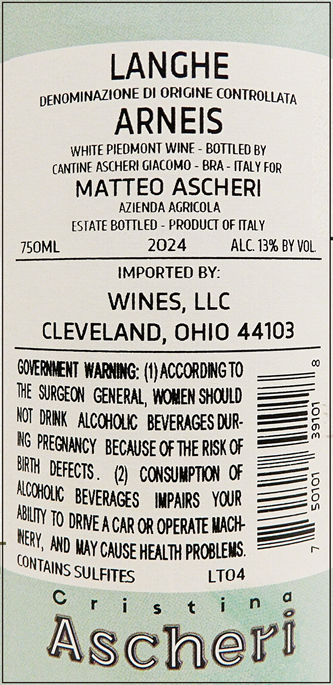 LANGHE
DENOMINAZIONE DI ORIGINE CONTROLLATA
ARNEIS
WHITE PIEDMONT WINE - BOTTLED BY
CANTINE ASCHERI GIACOMO - BRA - ITALY FOR
MATTEO ASCHERI
AZIENDA AGRICOLA
ESTATE BOTTLED - PRODUCT OF ITALY
750ML 2024 ALC. 13% BY VOL.
IMPORTED BY:
WINES, LLC
CLEVELAND, OHIO 44103
GOVERNMENT WARNING: (1) ACCORDING TO
THE SURGEON GENERAL, WOMEN SHOULD
NOT DRINK ALCOHOLIC BEVERAGES DUR-
ING PREGNANCY BECAUSE OF THE RISK OF
BIRTH DEFECTS. (2) CONSUMPTION OF
ALCOHOLIC BEVERAGES IMPAIRS YOUR
ABILITY TO DRIVE A CAR OR OPERATE MACH-
INERY, AND MAY CAUSE HEALTH PROBLEMS.
CONTAINS SULFITES LT04
7 50101 39101 8
Cristina
Ascheri